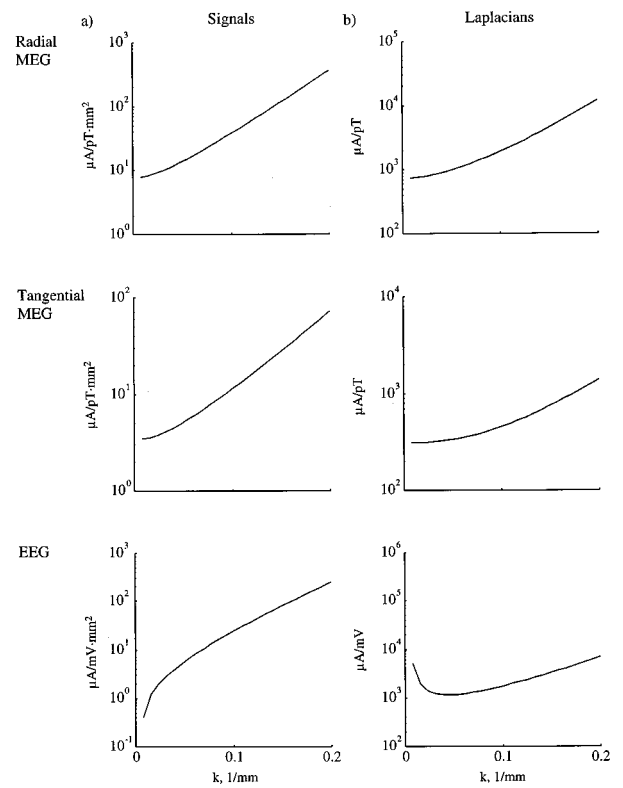 a) Signals b) Laplacians
Radial
MEG
µA/pT·mm²
10³
10²
10¹
10⁰
µA/pT
10⁵
10⁴
10³
10²
Tangential
MEG
µA/pT·mm²
10²
10¹
10⁰
µA/pT
10⁴
10³
10²
EEG
µA/mV·mm²
10³
10²
10¹
10⁰
10⁻¹
0 0.1 0.2
k, 1/mm
µA/mV
10⁶
10⁵
10⁴
10³
10²
0 0.1 0.2
k, 1/mm